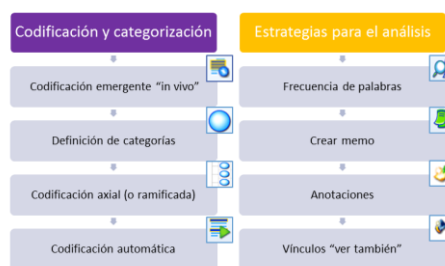 Codificación y categorización
Codificación emergente "in vivo"
Definición de categorías
Codificación axial (o ramificada)
Codificación automática
Estrategias para el análisis
Frecuencia de palabras
Crear memo
Anotaciones
Vínculos "ver también"